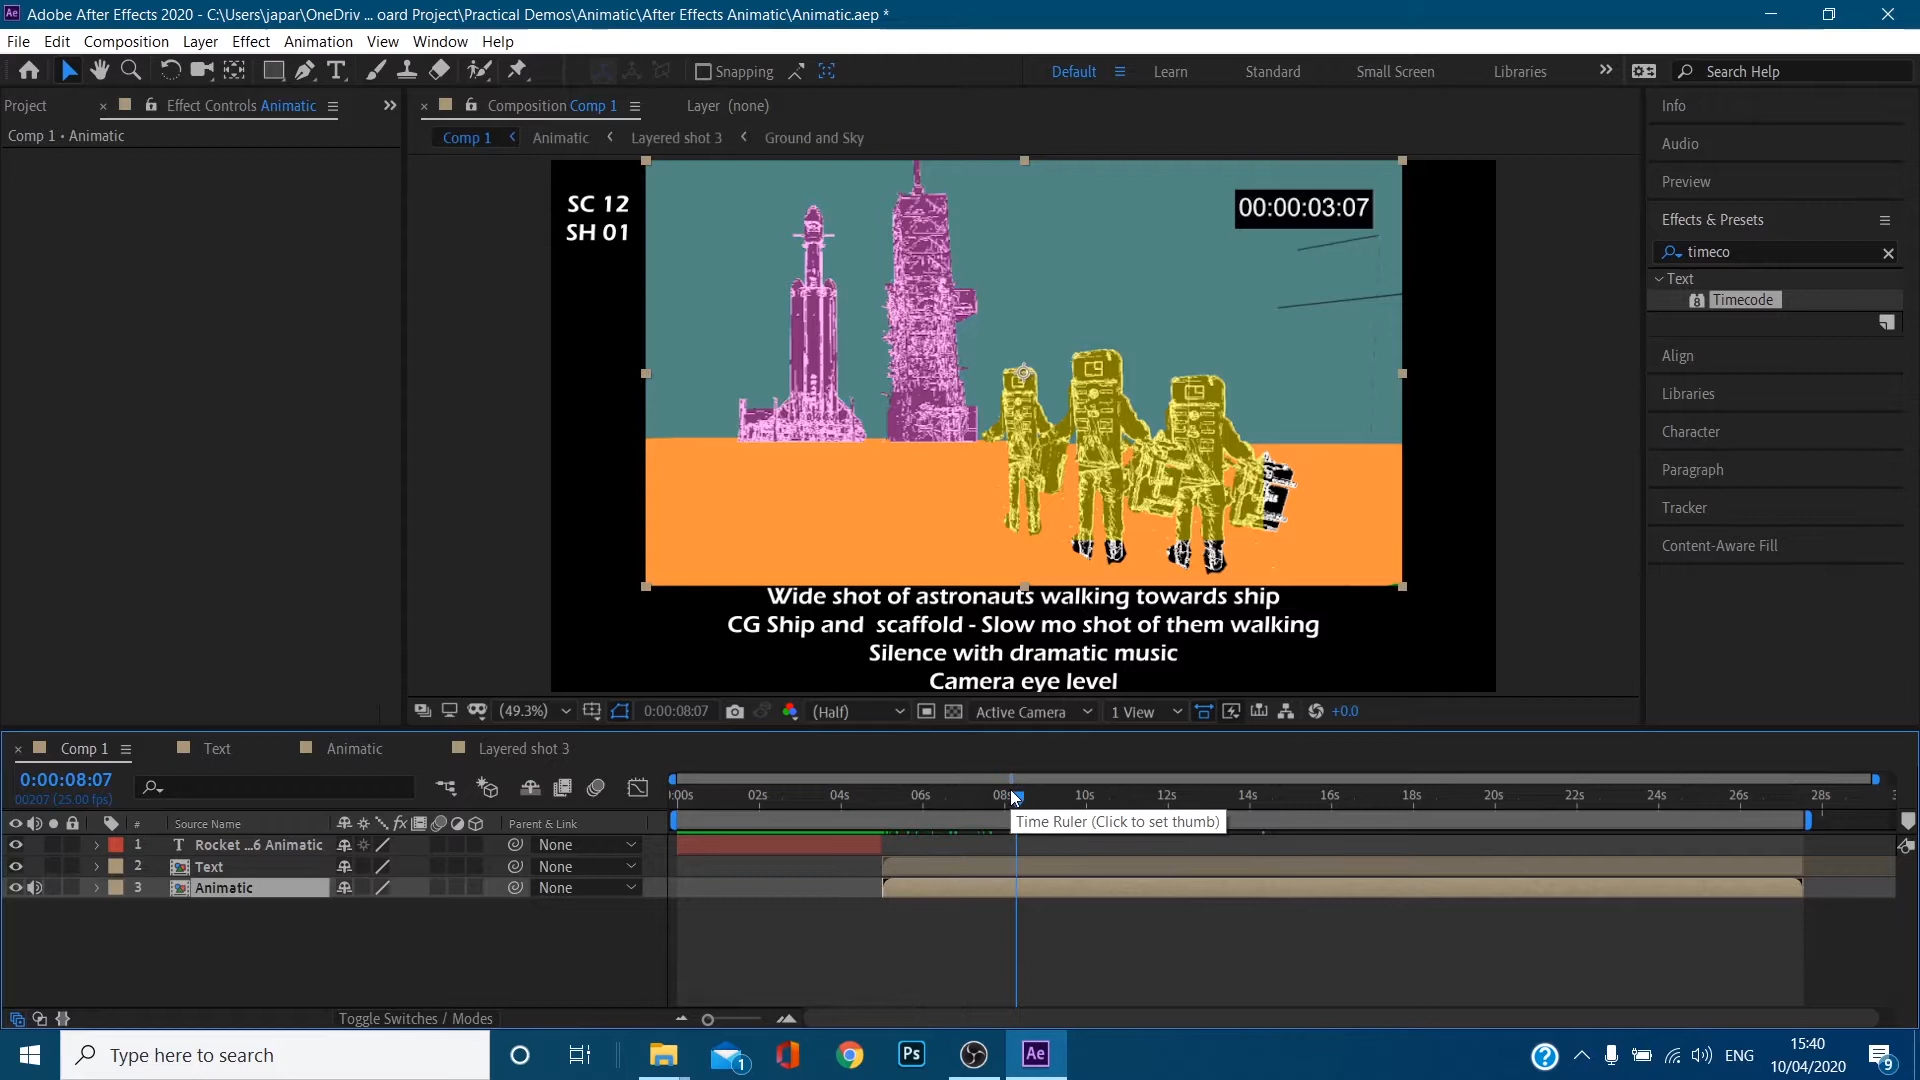 Adobe After Effects 2020 - C:\Users\japar\OneDriv ... oard Project\Practical Demos\Animatic\After Effects Animatic\Animatic.aep *
File Edit Composition Layer Effect Animation View Window Help
Snapping
Default Learn Standard Small Screen Libraries
Search Help
Project
Effect Controls Animatic
Composition Comp 1
Layer (none)
Info
Comp 1 • Animatic
Comp 1 Animatic Layered shot 3 Ground and Sky
Audio
Preview
SC 12
SH 01
00:00:03:07
Effects & Presets
timeco
Text
Timecode
Align
Libraries
Character
Paragraph
Tracker
Content-Aware Fill
Wide shot of astronauts walking towards ship
CG Ship and scaffold - Slow mo shot of them walking
Silence with dramatic music
Camera eye level
(49.3%) 0:00:08:07 (Half) Active Camera 1 View +0.0
Comp 1 Text Animatic Layered shot 3
0:00:08:07
00207 (25.00 fps)
:00s 02s 04s 06s 08s 10s 12s 14s 16s 18s 20s 22s 24s 26s 28s
Time Ruler (Click to set thumb)
# Source Name fx Parent & Link
1 T Rocket ...6 Animatic None
2 Text None
3 Animatic None
Toggle Switches / Modes
Type here to search
1
Ps
Ae
ENG
15:40
10/04/2020
9